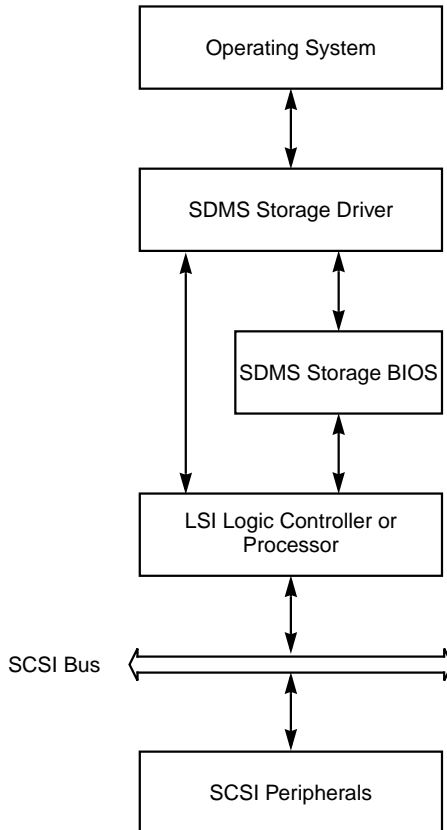 Operating System
SDMS Storage Driver
SDMS Storage BIOS
LSI Logic Controller or
Processor
SCSI Bus
SCSI Peripherals